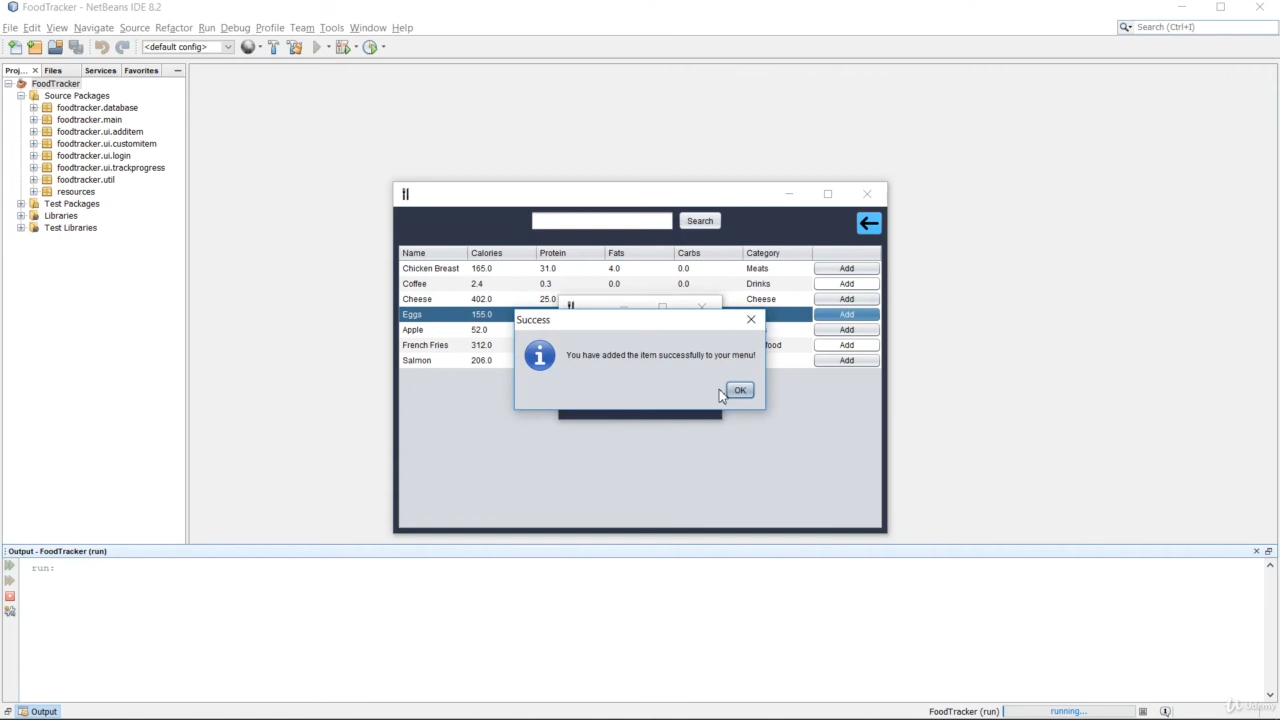 FoodTracker - NetBeans IDE 8.2
File Edit View Navigate Source Refactor Run Debug Profile Team Tools Window Help
Search (Ctrl+I)
<default config>
Proj... Files Services Favorites
FoodTracker
Source Packages
foodtracker.database
foodtracker.main
foodtracker.ui.additem
foodtracker.ui.customitem
foodtracker.ui.login
foodtracker.ui.trackprogress
foodtracker.util
resources
Test Packages
Libraries
Test Libraries
Search
Name Calories Protein Fats Carbs Category
Chicken Breast 165.0 31.0 4.0 0.0 Meats Add
Coffee 2.4 0.3 0.0 0.0 Drinks Add
Cheese 402.0 25.0 Cheese Add
Eggs 155.0 Add
Apple 52.0 Add
French Fries 312.0 food Add
Salmon 206.0 Add
Success
You have added the item successfully to your menu!
OK
Output - FoodTracker (run)
run:
Output
FoodTracker (run) running...
Udemy